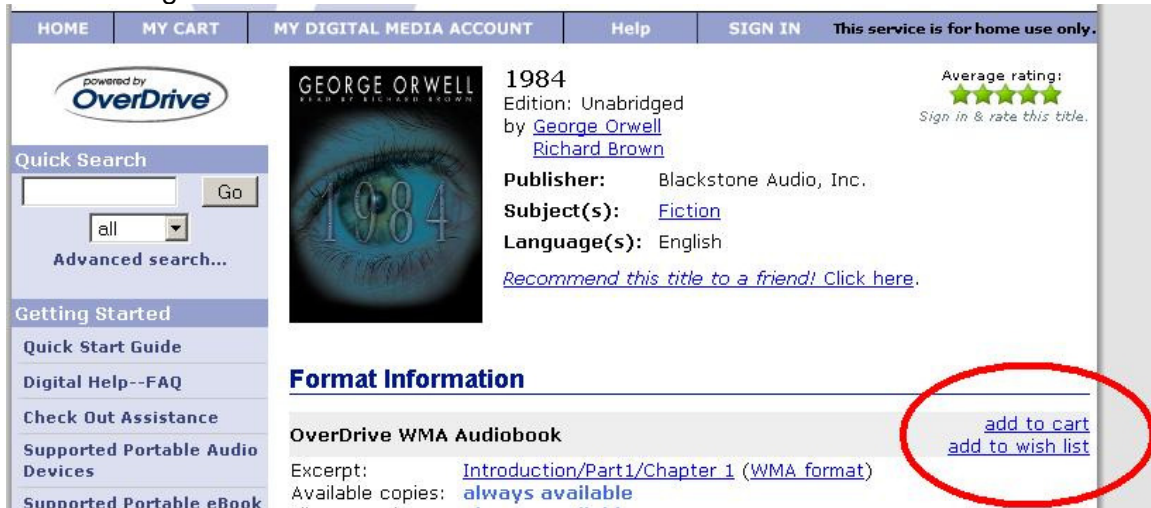 HOME MY CART MY DIGITAL MEDIA ACCOUNT Help SIGN IN This service is for home use only.
powered by
OverDrive
Quick Search
Go
all
Advanced search...
Getting Started
Quick Start Guide
Digital Help--FAQ
Check Out Assistance
Supported Portable Audio
Devices
Supported Portable eBook
GEORGE ORWELL
READ BY RICHARD BROWN
1984
1984
Edition: Unabridged
by George Orwell
Richard Brown
Publisher: Blackstone Audio, Inc.
Subject(s): Fiction
Language(s): English
Recommend this title to a friend! Click here.
Average rating:
Sign in & rate this title.
Format Information
OverDrive WMA Audiobook
add to cart
add to wish list
Excerpt: Introduction/Part1/Chapter 1 (WMA format)
Available copies: always available